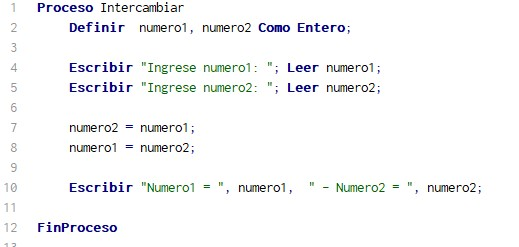 1 Proceso Intercambiar
2 Definir numero1, numero2 Como Entero;
3
4 Escribir "Ingrese numero1: "; Leer numero1;
5 Escribir "Ingrese numero2: "; Leer numero2;
6
7 numero2 = numero1;
8 numero1 = numero2;
9
10 Escribir "Numero1 = ", numero1, " - Numero2 = ", numero2;
11
12 FinProceso
13